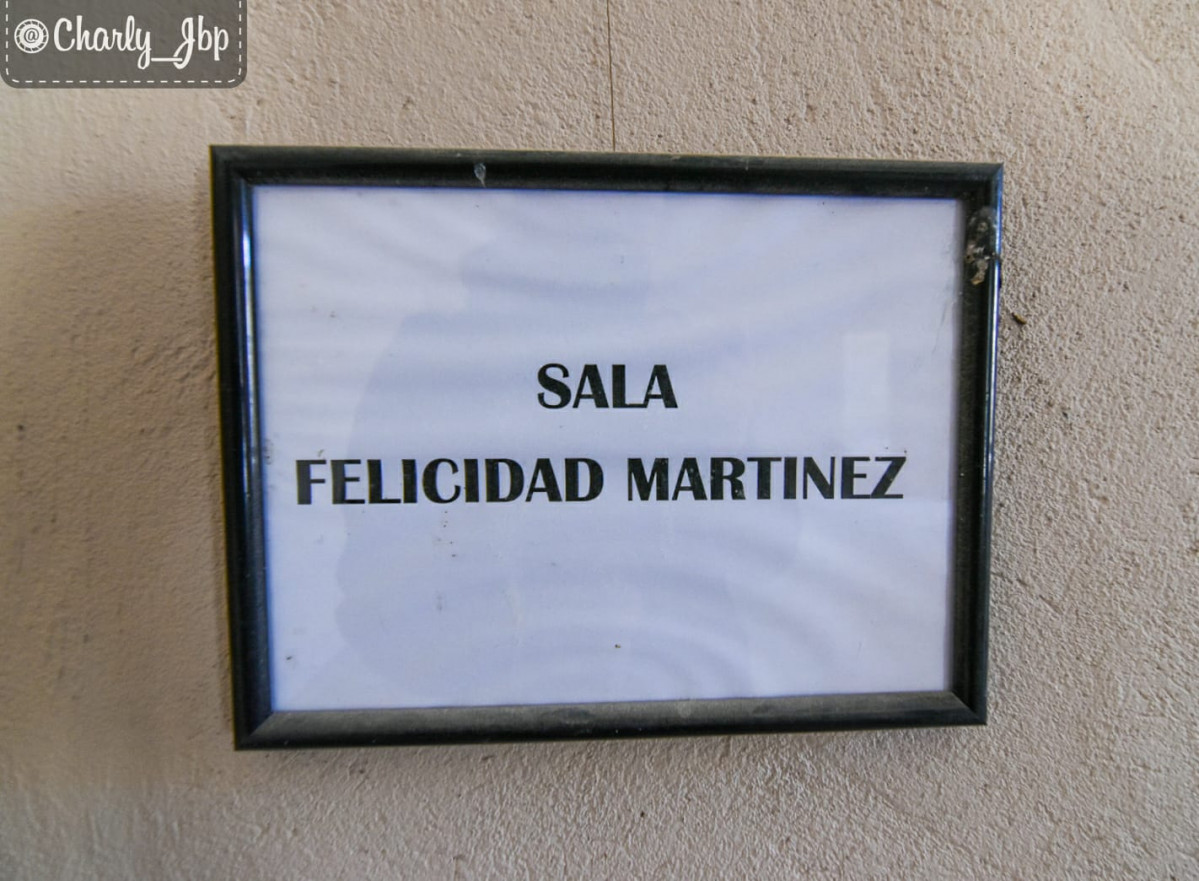 @Charly_Jbp
SALA
FELICIDAD MARTINEZ